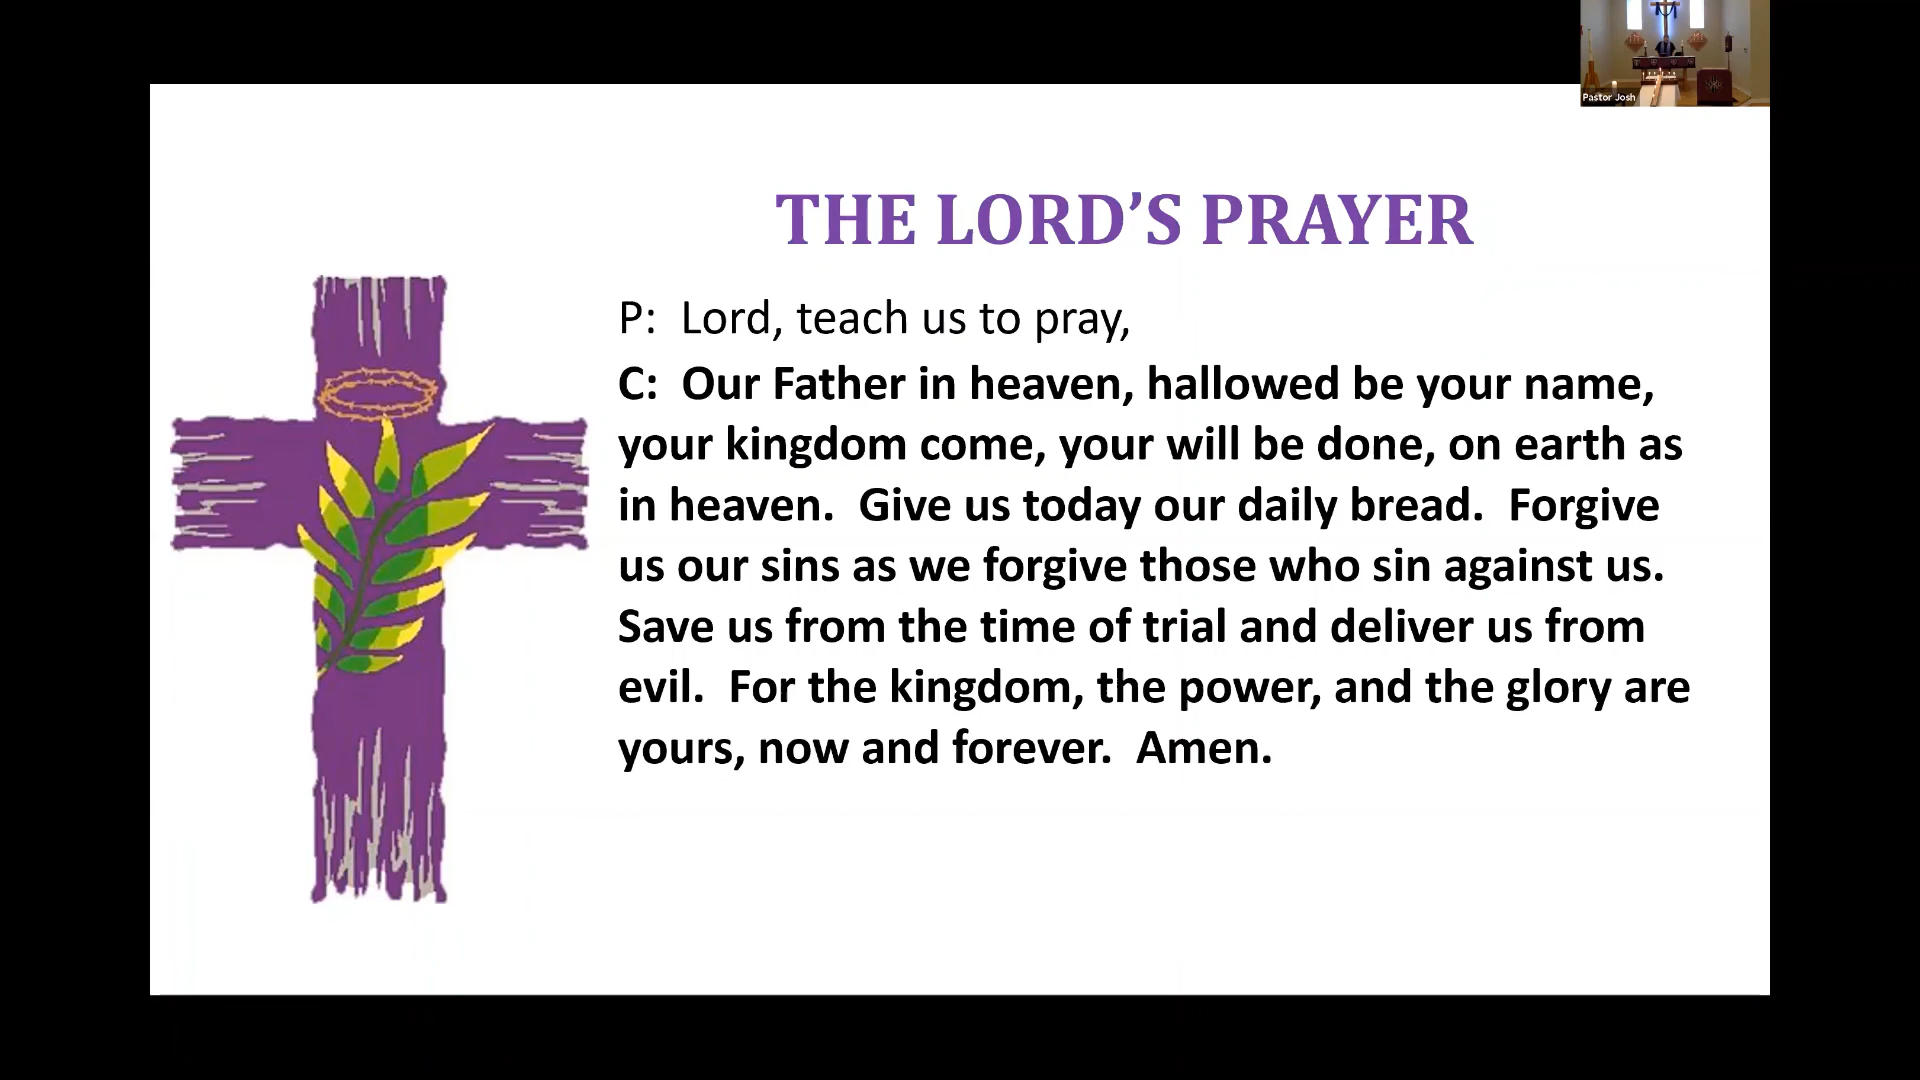 Pastor Josh
THE LORD’S PRAYER
P:  Lord, teach us to pray,
C:  Our Father in heaven, hallowed be your name,
your kingdom come, your will be done, on earth as
in heaven.  Give us today our daily bread.  Forgive
us our sins as we forgive those who sin against us.
Save us from the time of trial and deliver us from
evil.  For the kingdom, the power, and the glory are
yours, now and forever.  Amen.